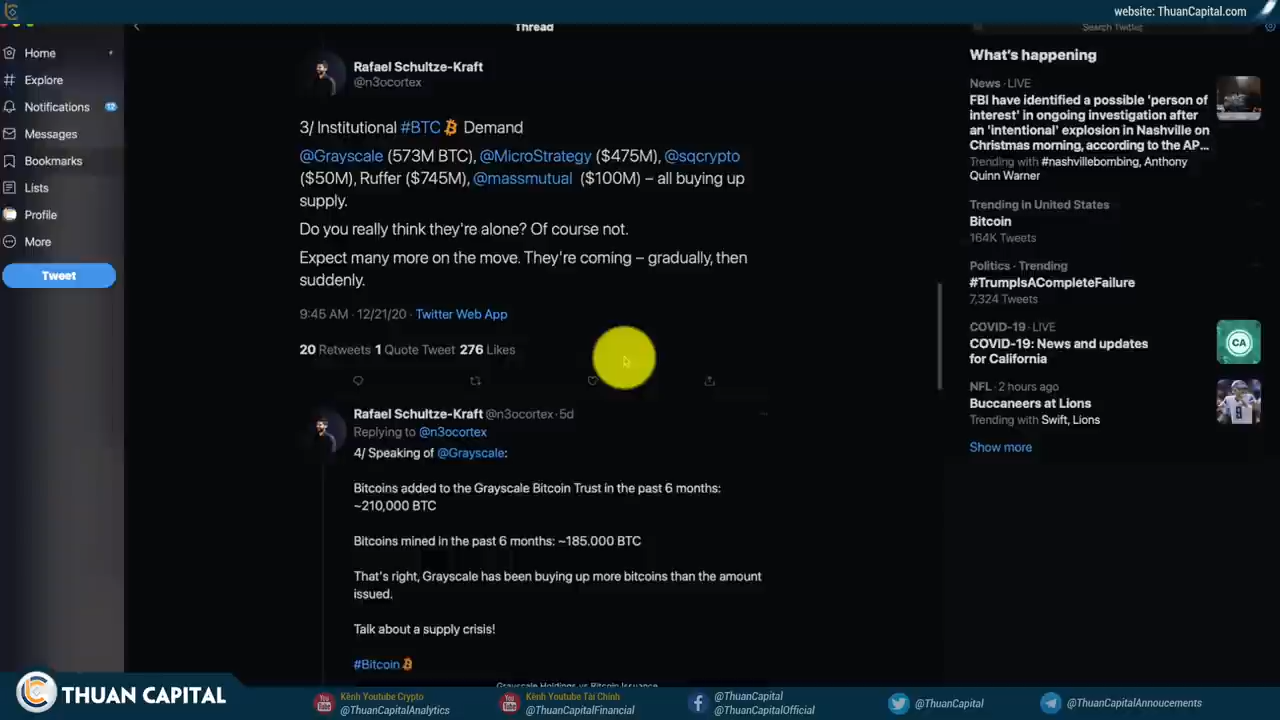 website: ThuanCapital.com
Thread
Search Twitter
Home
Explore
Notifications 12
Messages
Bookmarks
Lists
Profile
More
Tweet
Rafael Schultze-Kraft
@n3ocortex
3/ Institutional #BTC Demand
@Grayscale (573M BTC), @MicroStrategy ($475M), @sqcrypto
($50M), Ruffer ($745M), @massmutual ($100M) – all buying up
supply.
Do you really think they're alone? Of course not.
Expect many more on the move. They're coming – gradually, then
suddenly.
9:45 AM · 12/21/20 · Twitter Web App
20 Retweets 1 Quote Tweet 276 Likes
Rafael Schultze-Kraft @n3ocortex · 5d
Replying to @n3ocortex
4/ Speaking of @Grayscale:
Bitcoins added to the Grayscale Bitcoin Trust in the past 6 months:
~210,000 BTC
Bitcoins mined in the past 6 months: ~185.000 BTC
That's right, Grayscale has been buying up more bitcoins than the amount
issued.
Talk about a supply crisis!
#Bitcoin
Grayscale Holdings vs Bitcoin Issuance
What's happening
News · LIVE
FBI have identified a possible 'person of
interest' in ongoing investigation after
an 'intentional' explosion in Nashville on
Christmas morning, according to the AP...
Trending with #nashvillebombing, Anthony
Quinn Warner
Trending in United States
Bitcoin
164K Tweets
Politics · Trending
#TrumpIsACompleteFailure
7,324 Tweets
COVID-19 · LIVE
COVID-19: News and updates
for California
CA
NFL · 2 hours ago
Buccaneers at Lions
Trending with Swift, Lions
Show more
THUAN CAPITAL
Kênh Youtube Crypto
@ThuanCapitalAnalytics
Kênh Youtube Tài Chính
@ThuanCapitalFinancial
@ThuanCapital
@ThuanCapitalOfficial
@ThuanCapital
@ThuanCapitalAnnoucements